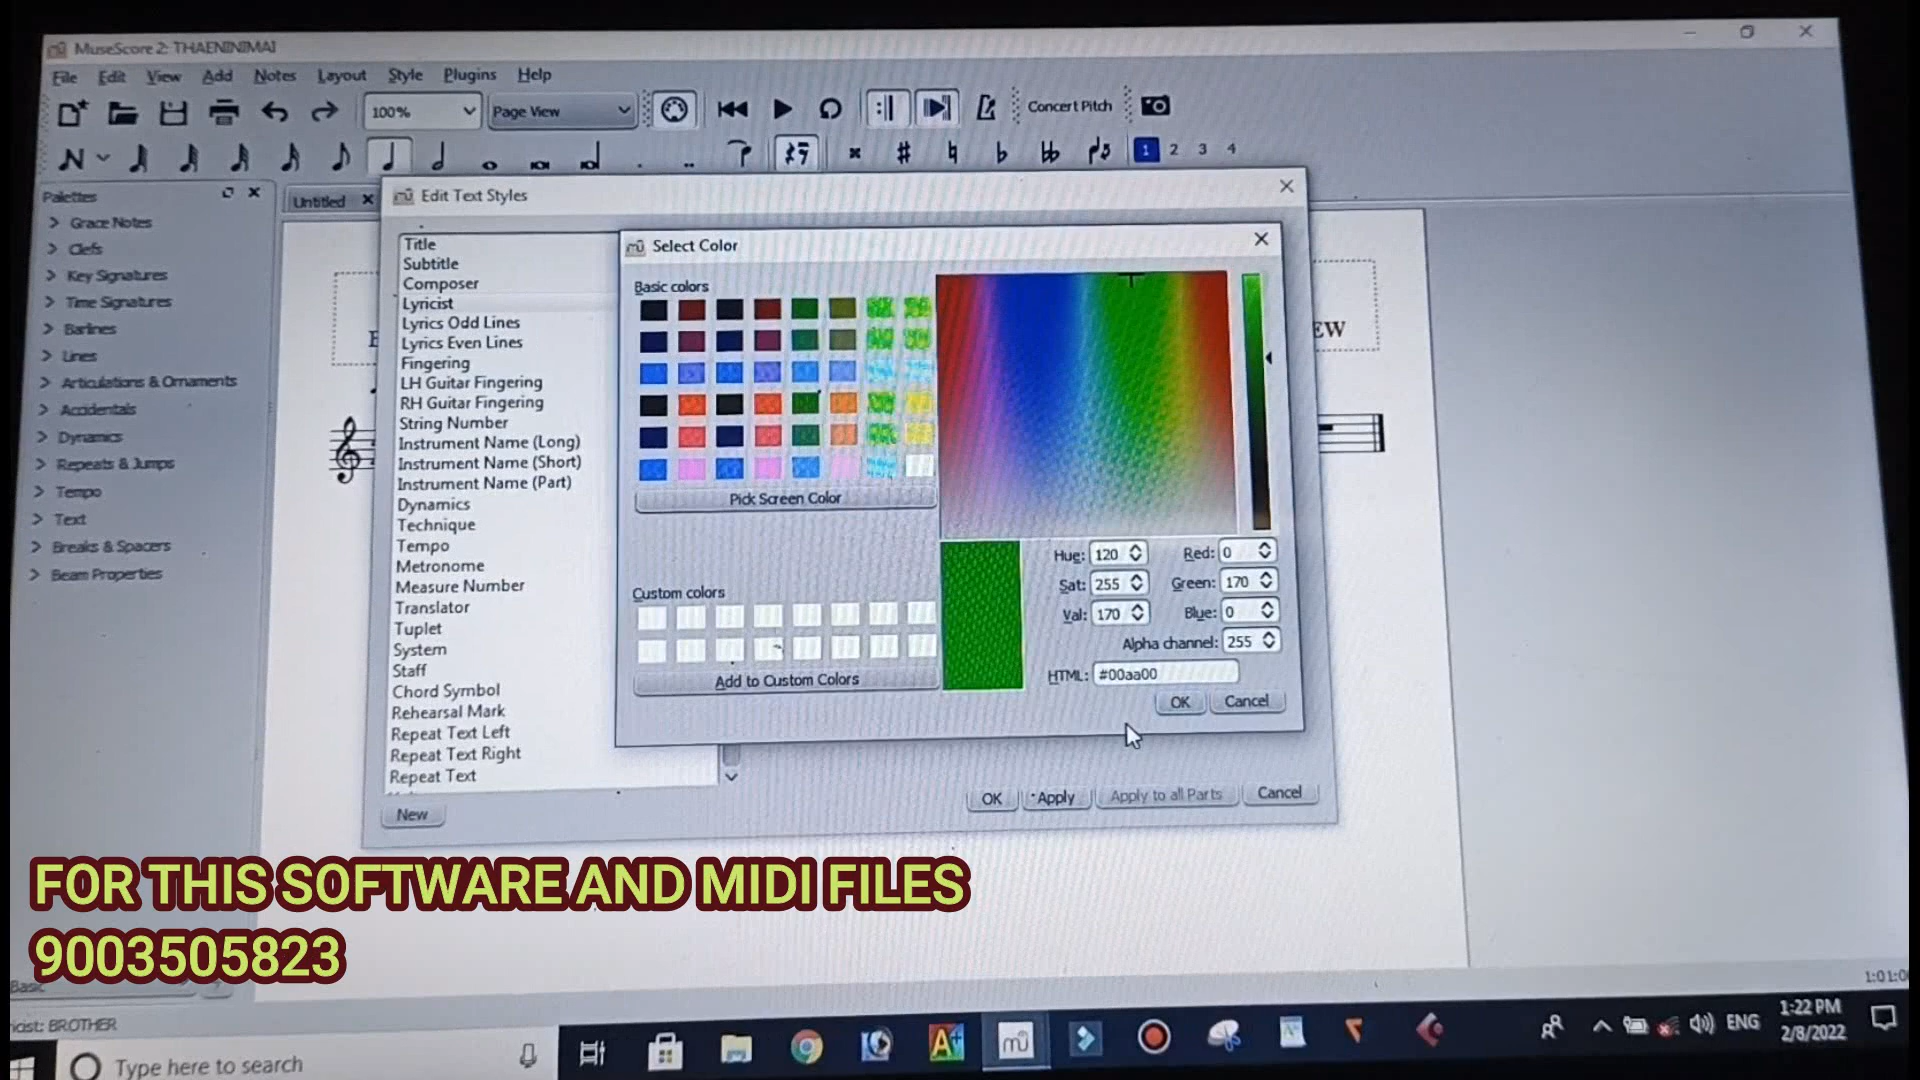 MuseScore 2: THAENINIMAI
File Edit View Add Notes Layout Style Plugins Help
100% Page View Concert Pitch
1 2 3 4
Palettes
Grace Notes
Clefs
Key Signatures
Time Signatures
Barlines
Lines
Articulations & Ornaments
Accidentals
Dynamics
Repeats & Jumps
Tempo
Text
Breaks & Spacers
Beam Properties
Untitled
Edit Text Styles
Title
Subtitle
Composer
Lyricist
Lyrics Odd Lines
Lyrics Even Lines
Fingering
LH Guitar Fingering
RH Guitar Fingering
String Number
Instrument Name (Long)
Instrument Name (Short)
Instrument Name (Part)
Dynamics
Technique
Tempo
Metronome
Measure Number
Translator
Tuplet
System
Staff
Chord Symbol
Rehearsal Mark
Repeat Text Left
Repeat Text Right
Repeat Text
New
Select Color
Basic colors
Pick Screen Color
Custom colors
Add to Custom Colors
Hue: 120 Red: 0
Sat: 255 Green: 170
Val: 170 Blue: 0
Alpha channel: 255
HTML: #00aa00
OK Cancel
OK Apply Apply to all Parts Cancel
EW
FOR THIS SOFTWARE AND MIDI FILES
9003505823
Basic
1:01:0
icist: BROTHER
Type here to search
ENG
1:22 PM
2/8/2022